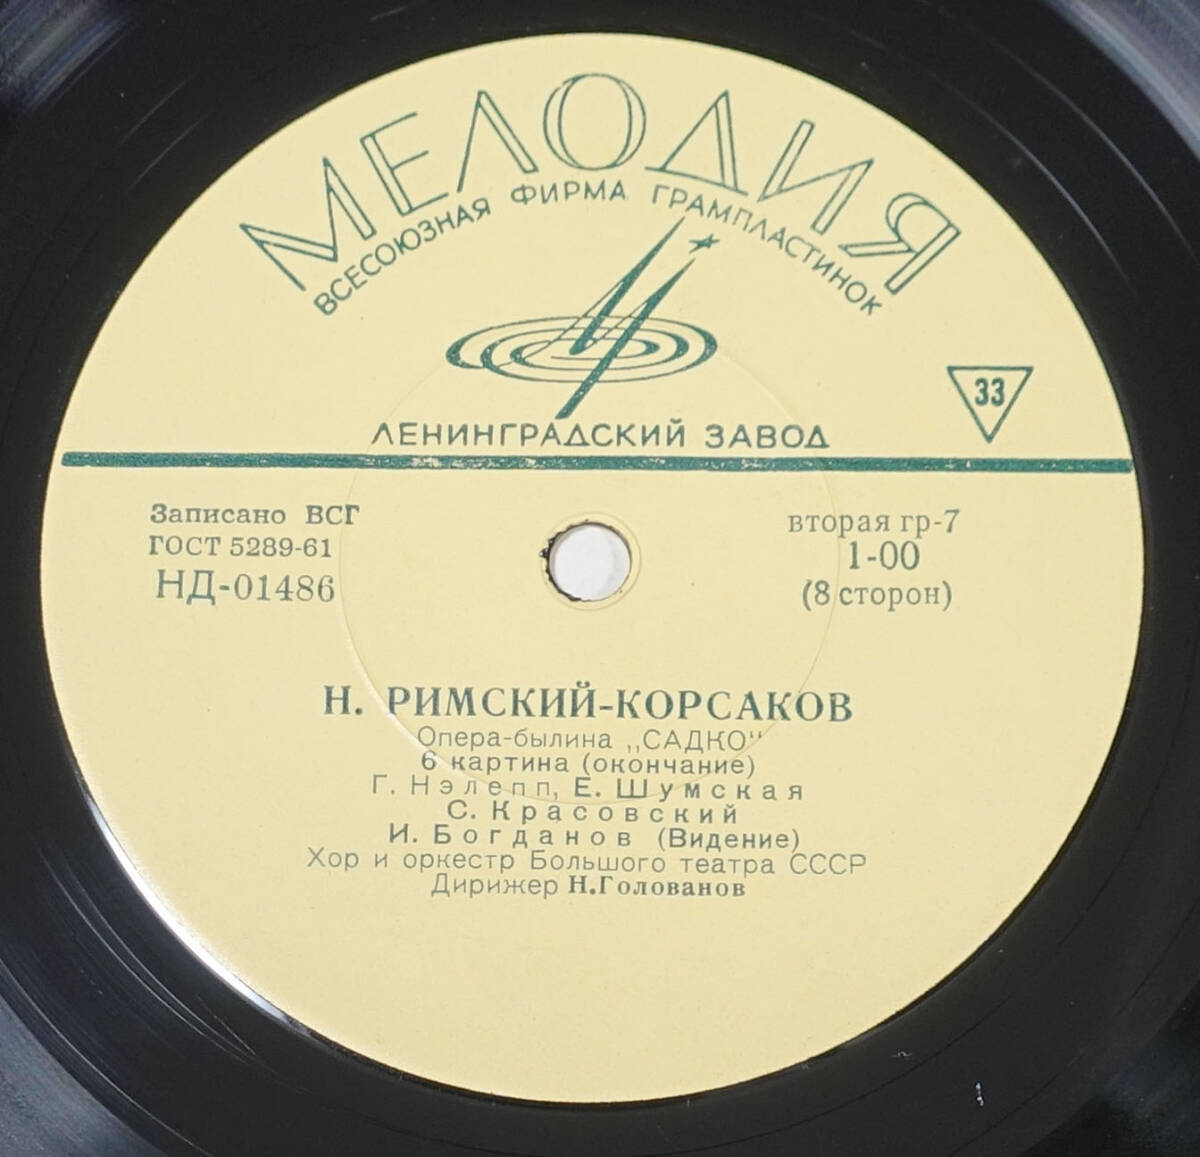 МЕЛОДИЯ
ВСЕСОЮЗНАЯ ФИРМА ГРАМПЛАСТИНОК
33
ЛЕНИНГРАДСКИЙ ЗАВОД
Записано ВСГ
ГОСТ 5289-61
НД-01486
вторая гр-7
1-00
(8 сторон)
Н. РИМСКИЙ-КОРСАКОВ
Опера-былина „САДКО"
6 картина (окончание)
Г. Нэлепп, Е. Шумская
С. Красовский
И. Богданов (Видение)
Хор и оркестр Большого театра СССР
Дирижер Н.Голованов